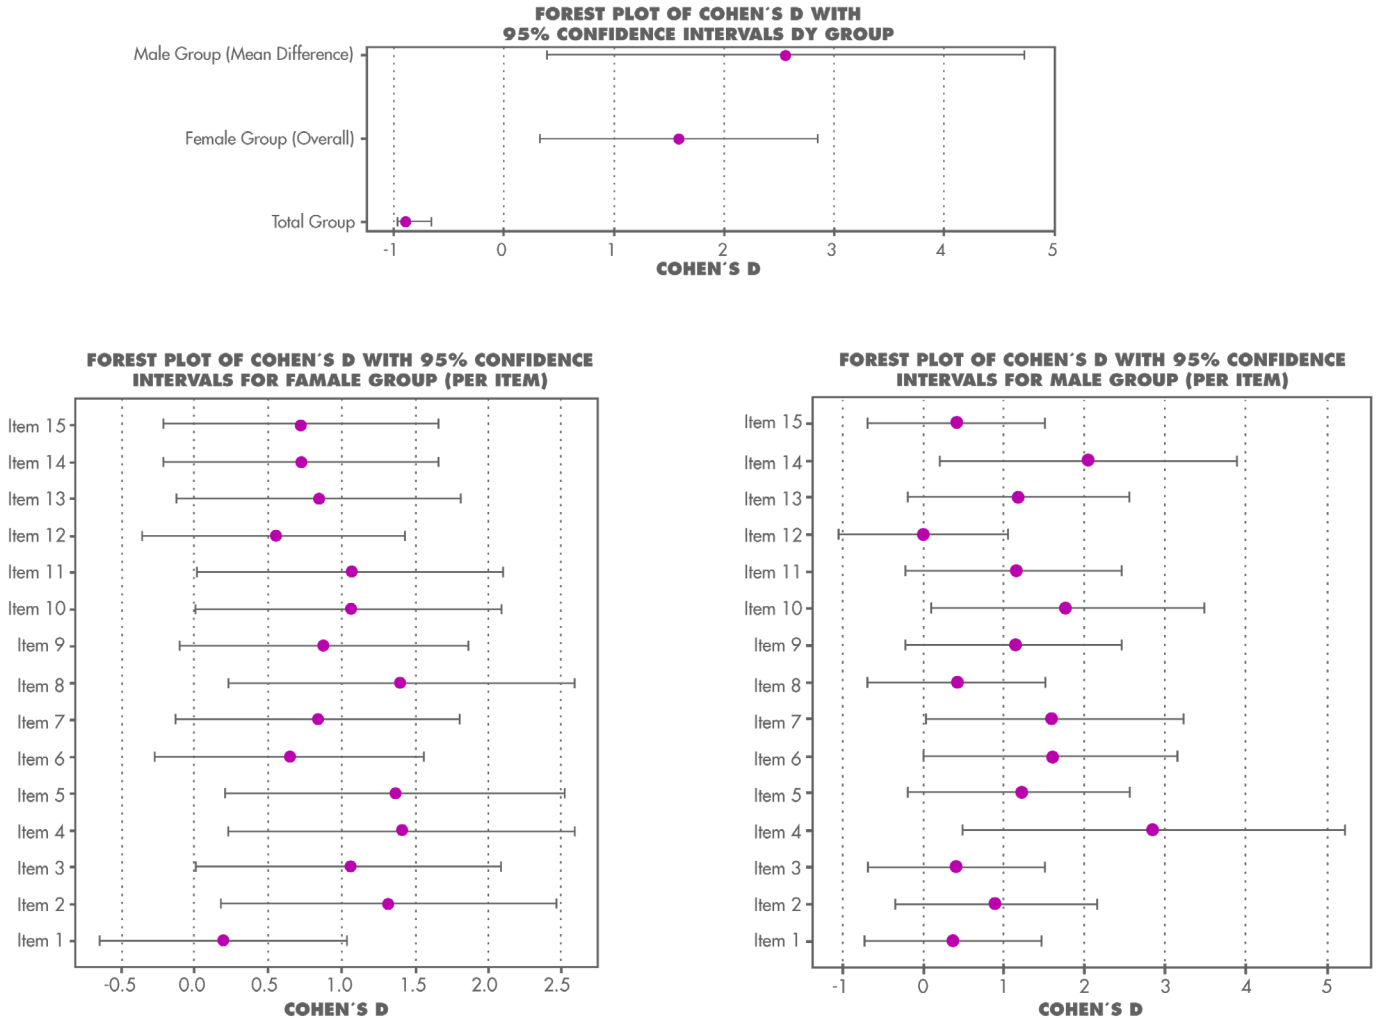 FOREST PLOT OF COHEN´S D WITH
95% CONFIDENCE INTERVALS DY GROUP
Male Group (Mean Difference)
Female Group (Overall)
Total Group
-1 0 1 2 3 4 5
COHEN´S D
FOREST PLOT OF COHEN´S D WITH 95% CONFIDENCE
INTERVALS FOR FAMALE GROUP (PER ITEM)
Item 15
Item 14
Item 13
Item 12
Item 11
Item 10
Item 9
Item 8
Item 7
Item 6
Item 5
Item 4
Item 3
Item 2
Item 1
-0.5 0.0 0.5 1.0 1.5 2.0 2.5
COHEN´S D
FOREST PLOT OF COHEN´S D WITH 95% CONFIDENCE
INTERVALS FOR MALE GROUP (PER ITEM)
Item 15
Item 14
Item 13
Item 12
Item 11
Item 10
Item 9
Item 8
Item 7
Item 6
Item 5
Item 4
Item 3
Item 2
Item 1
-1 0 1 2 3 4 5
COHEN´S D